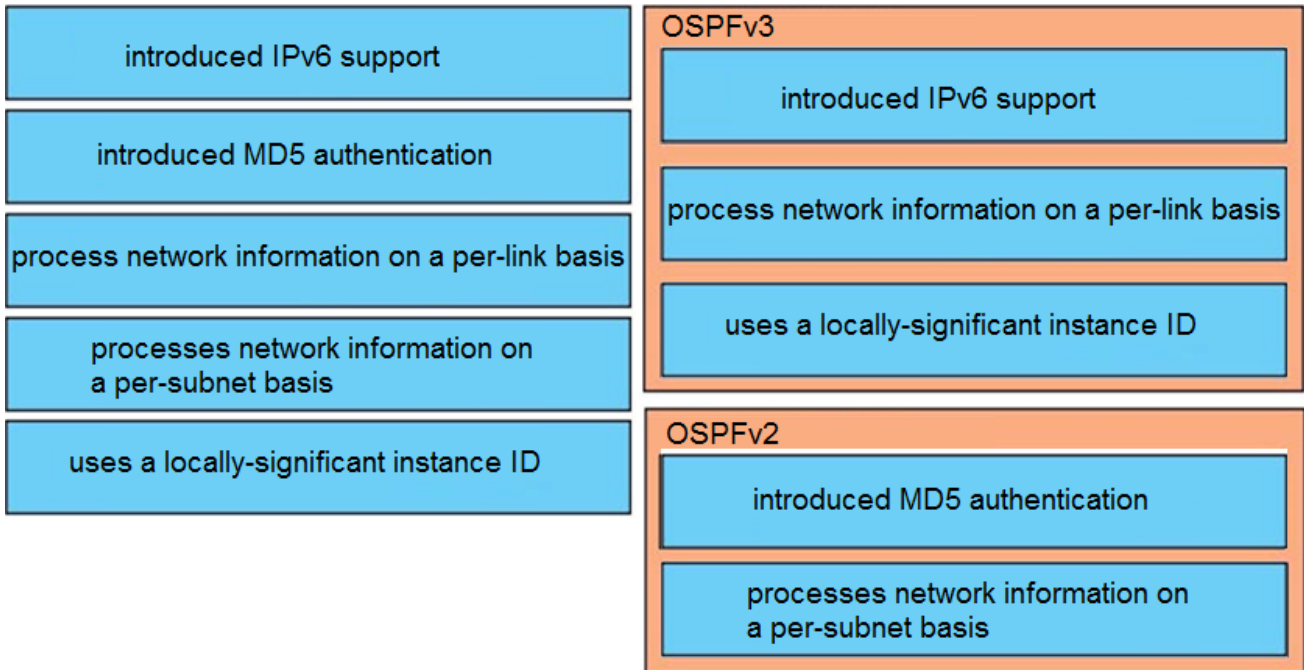 introduced IPv6 support
introduced MD5 authentication
process network information on a per-link basis
processes network information on
a per-subnet basis
uses a locally-significant instance ID
OSPFv3
introduced IPv6 support
process network information on a per-link basis
uses a locally-significant instance ID
OSPFv2
introduced MD5 authentication
processes network information on
a per-subnet basis